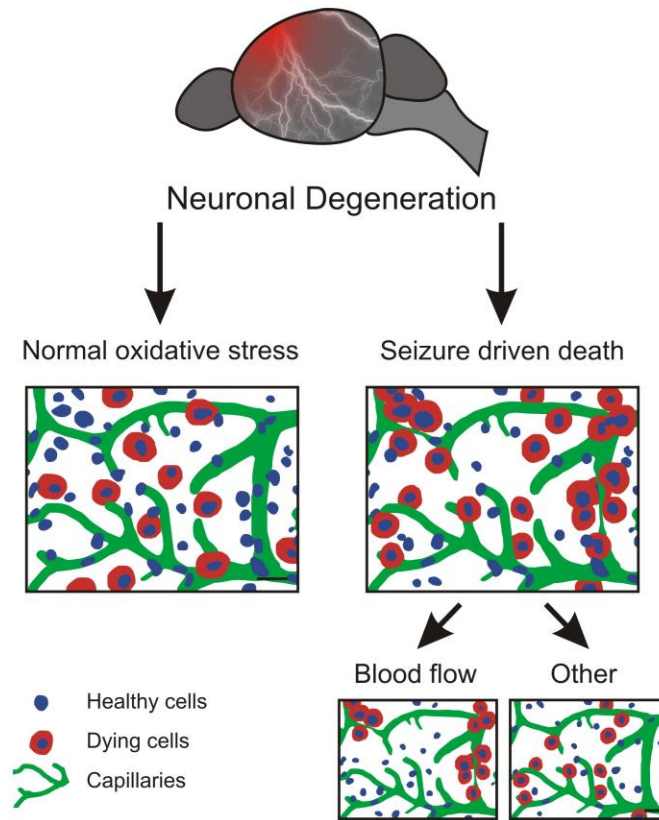 Neuronal Degeneration
Normal oxidative stress
Seizure driven death
Blood flow
Other
Healthy cells
Dying cells
Capillaries